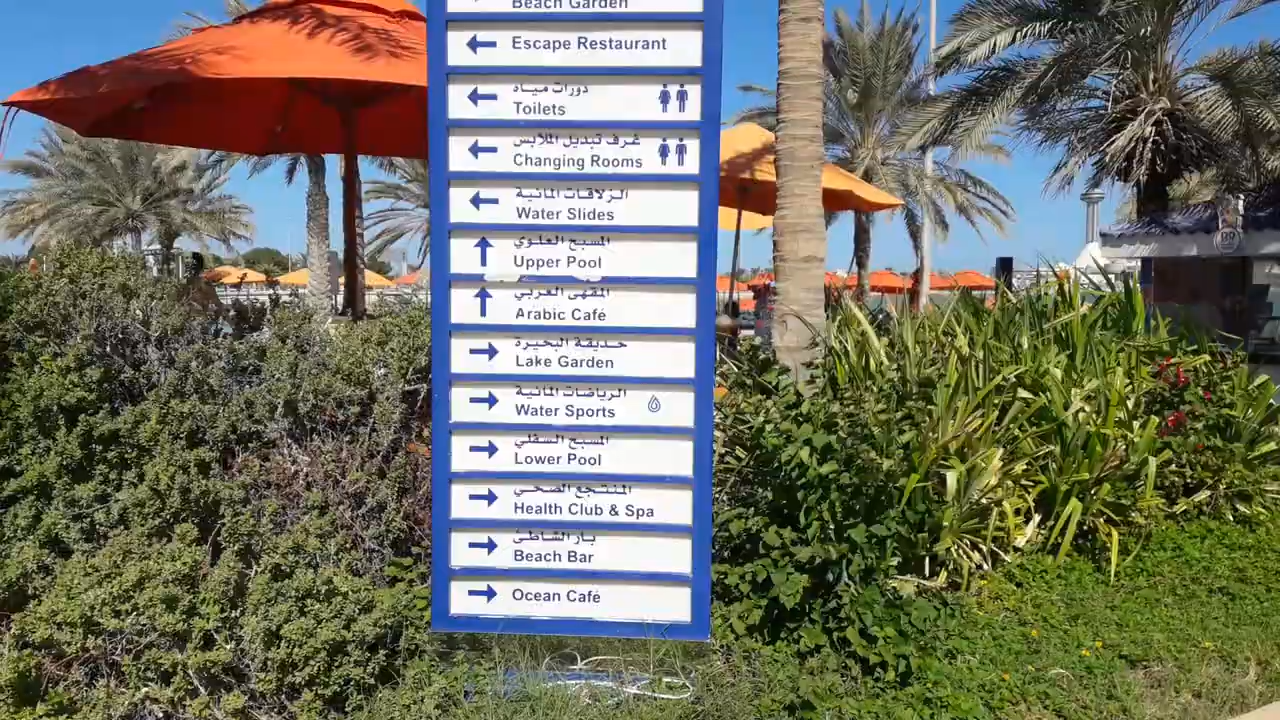 Beach Garden
Escape Restaurant
دورات مياه
Toilets
غرف تبديل الملابس
Changing Rooms
الزلاقات المائية
Water Slides
المسبح العلوي
Upper Pool
المقهى العربي
Arabic Café
حديقة البحيرة
Lake Garden
الرياضات المائية
Water Sports
المسبح السفلي
Lower Pool
المنتجع الصحي
Health Club & Spa
بار الشاطئ
Beach Bar
Ocean Café